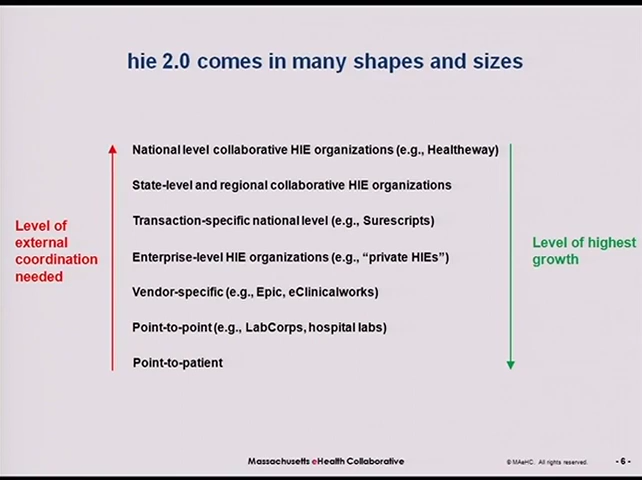 hie 2.0 comes in many shapes and sizes
National level collaborative HIE organizations (e.g., Healtheway)
State-level and regional collaborative HIE organizations
Transaction-specific national level (e.g., Surescripts)
Enterprise-level HIE organizations (e.g., “private HIEs”)
Vendor-specific (e.g., Epic, eClinicalworks)
Point-to-point (e.g., LabCorps, hospital labs)
Point-to-patient
Level of
external
coordination
needed
Level of highest
growth
Massachusetts eHealth Collaborative
© MAeHC. All rights reserved.
- 6 -